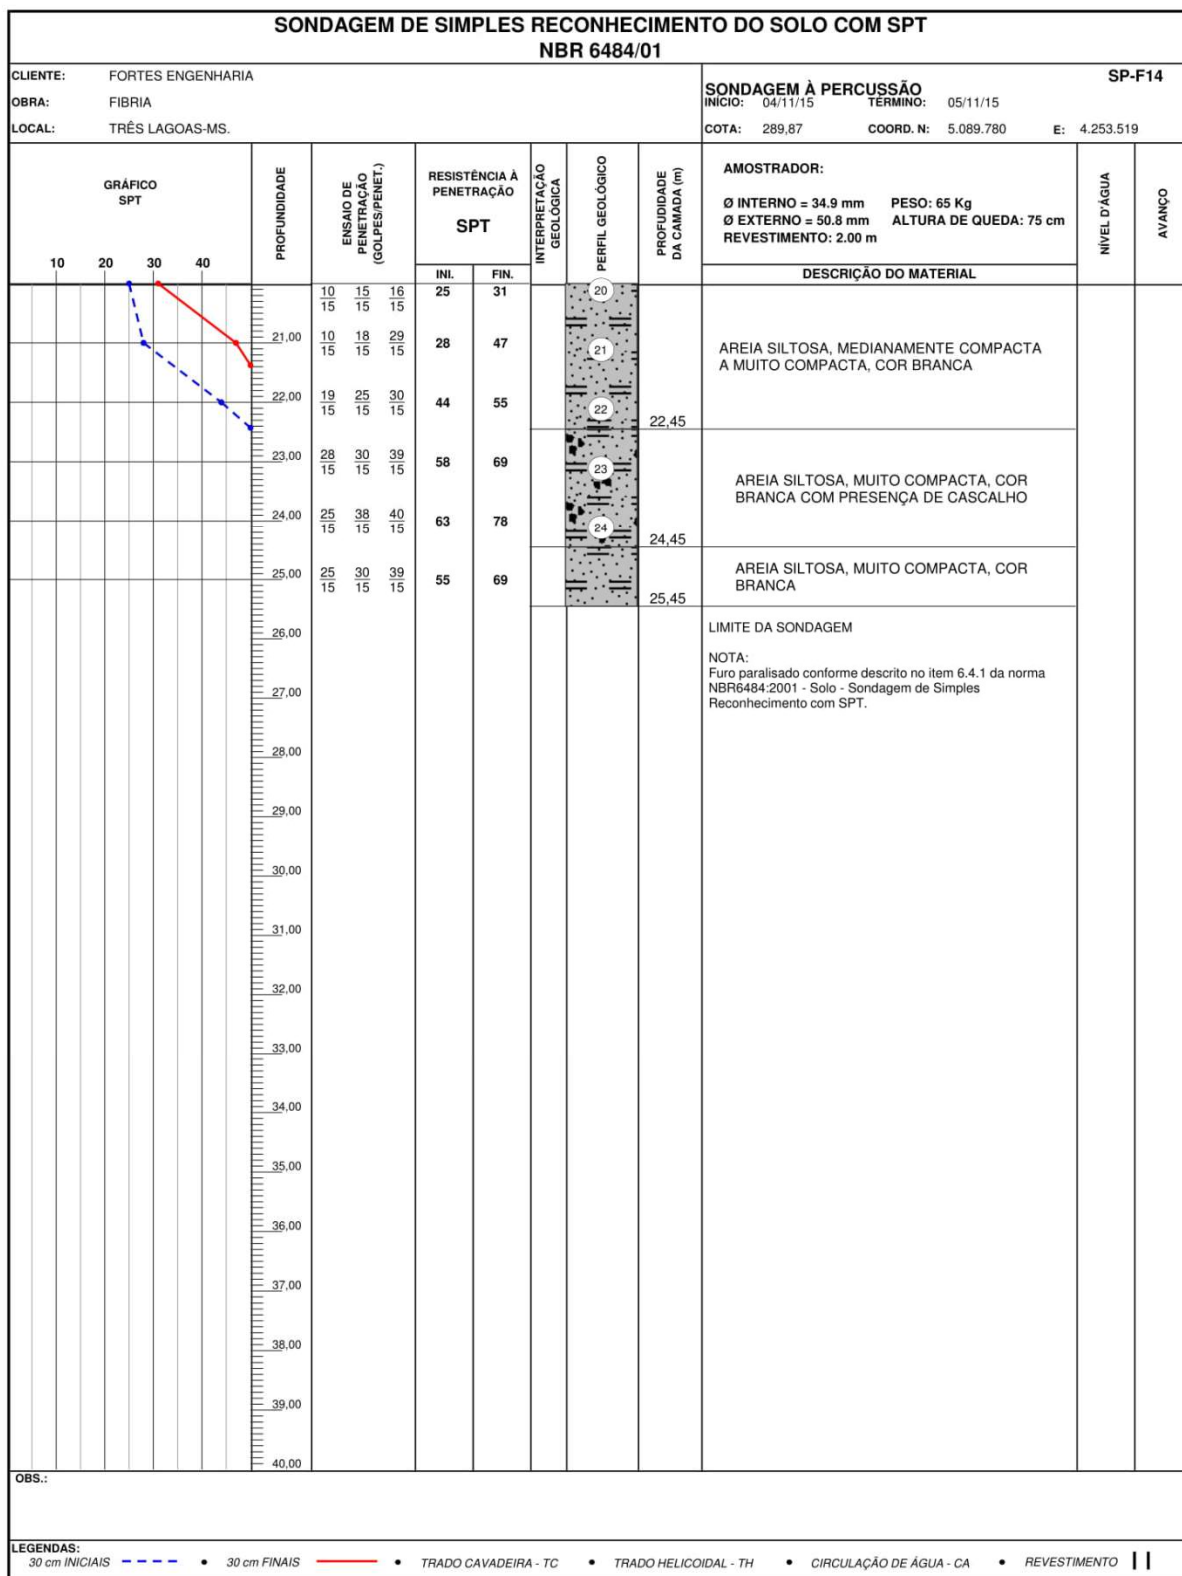 SONDAGEM DE SIMPLES RECONHECIMENTO DO SOLO COM SPT
NBR 6484/01
CLIENTE: FORTES ENGENHARIA
OBRA: FIBRIA
LOCAL: TRÊS LAGOAS-MS.
SP-F14
SONDAGEM À PERCUSSÃO
INÍCIO: 04/11/15 TÉRMINO: 05/11/15
COTA: 289,87 COORD. N: 5.089.780 E: 4.253.519
GRÁFICO
SPT
10 20 30 40
PROFUNDIDADE
ENSAIO DE
PENETRAÇÃO
(GOLPES/PENET.)
RESISTÊNCIA À
PENETRAÇÃO
SPT
INI. FIN.
INTERPRETAÇÃO
GEOLÓGICA
PERFIL GEOLÓGICO
PROFUDIDADE
DA CAMADA (m)
AMOSTRADOR:
Ø INTERNO = 34.9 mm PESO: 65 Kg
Ø EXTERNO = 50.8 mm ALTURA DE QUEDA: 75 cm
REVESTIMENTO: 2.00 m
DESCRIÇÃO DO MATERIAL
NÍVEL D'ÁGUA
AVANÇO
10 15 16 25 31 20
15 15 15
21,00 10 18 29 28 47 21
15 15 15
AREIA SILTOSA, MEDIANAMENTE COMPACTA
A MUITO COMPACTA, COR BRANCA
22,00 19 25 30 44 55 22
15 15 15
22,45
23,00 28 30 39 58 69 23
15 15 15
AREIA SILTOSA, MUITO COMPACTA, COR
BRANCA COM PRESENÇA DE CASCALHO
24,00 25 38 40 63 78 24
15 15 15
24,45
25,00 25 30 39 55 69
15 15 15
AREIA SILTOSA, MUITO COMPACTA, COR
BRANCA
25,45
26,00
LIMITE DA SONDAGEM
NOTA:
Furo paralisado conforme descrito no item 6.4.1 da norma
NBR6484:2001 - Solo - Sondagem de Simples
Reconhecimento com SPT.
27,00
28,00
29,00
30,00
31,00
32,00
33,00
34,00
35,00
36,00
37,00
38,00
39,00
40,00
OBS.:
LEGENDAS:
30 cm INICIAIS • 30 cm FINAIS • TRADO CAVADEIRA - TC • TRADO HELICOIDAL - TH • CIRCULAÇÃO DE ÁGUA - CA • REVESTIMENTO